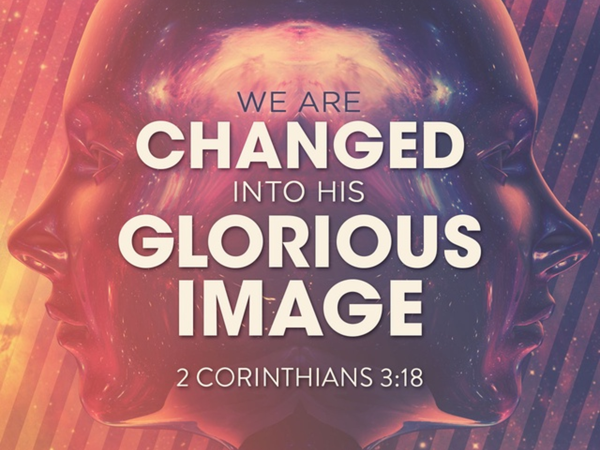 WE ARE
CHANGED
INTO HIS
GLORIOUS
IMAGE
2 CORINTHIANS 3:18